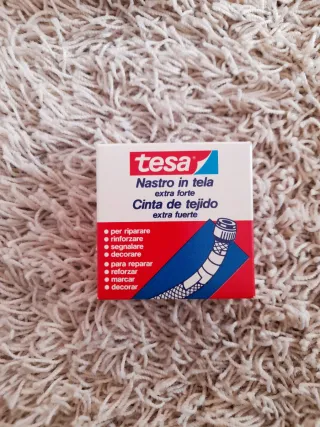 tesa
Nastro in tela
extra forte
Cinta de tejido
extra fuerte
per riparare
rinforzare
segnalare
decorare
para reparar
reforzar
marcar
decorar